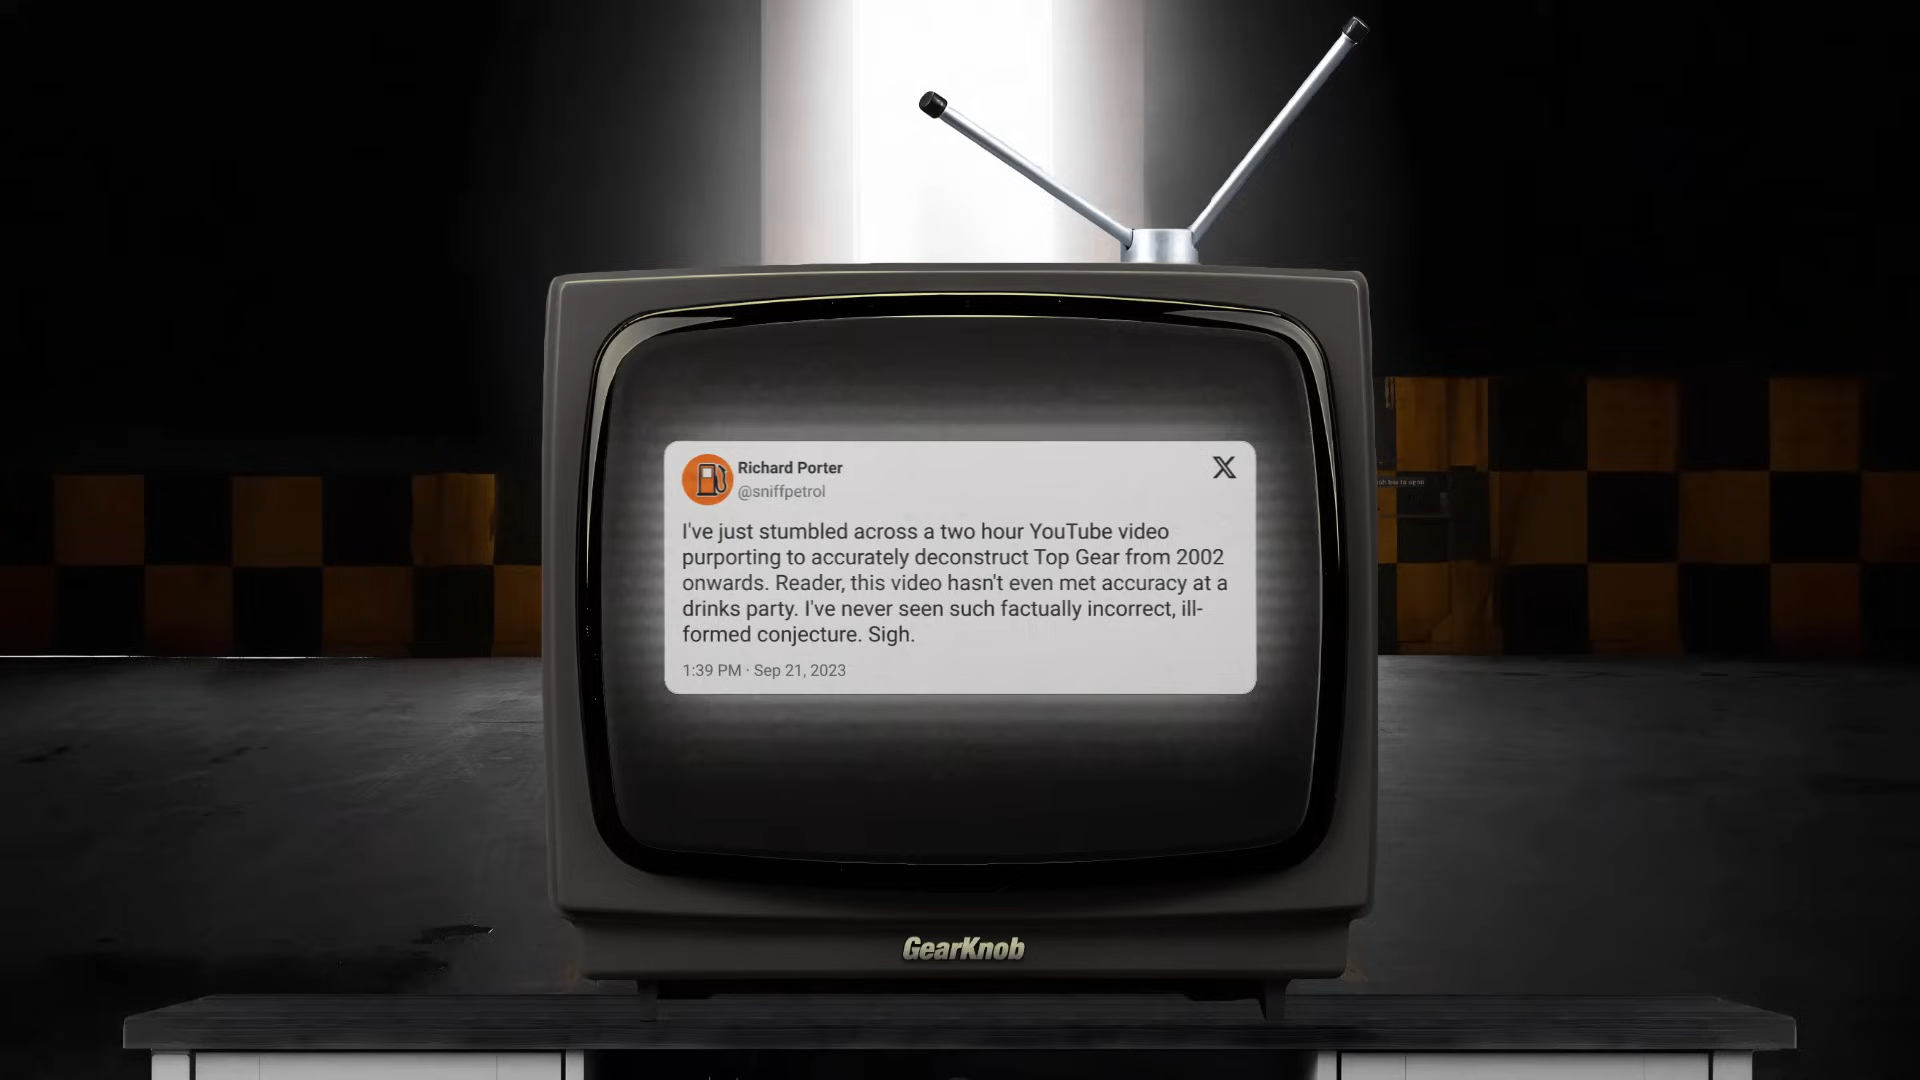 Richard Porter
@sniffpetrol
I've just stumbled across a two hour YouTube video
purporting to accurately deconstruct Top Gear from 2002
onwards. Reader, this video hasn't even met accuracy at a
drinks party. I've never seen such factually incorrect, ill-
formed conjecture. Sigh.
1:39 PM · Sep 21, 2023
GearKnob